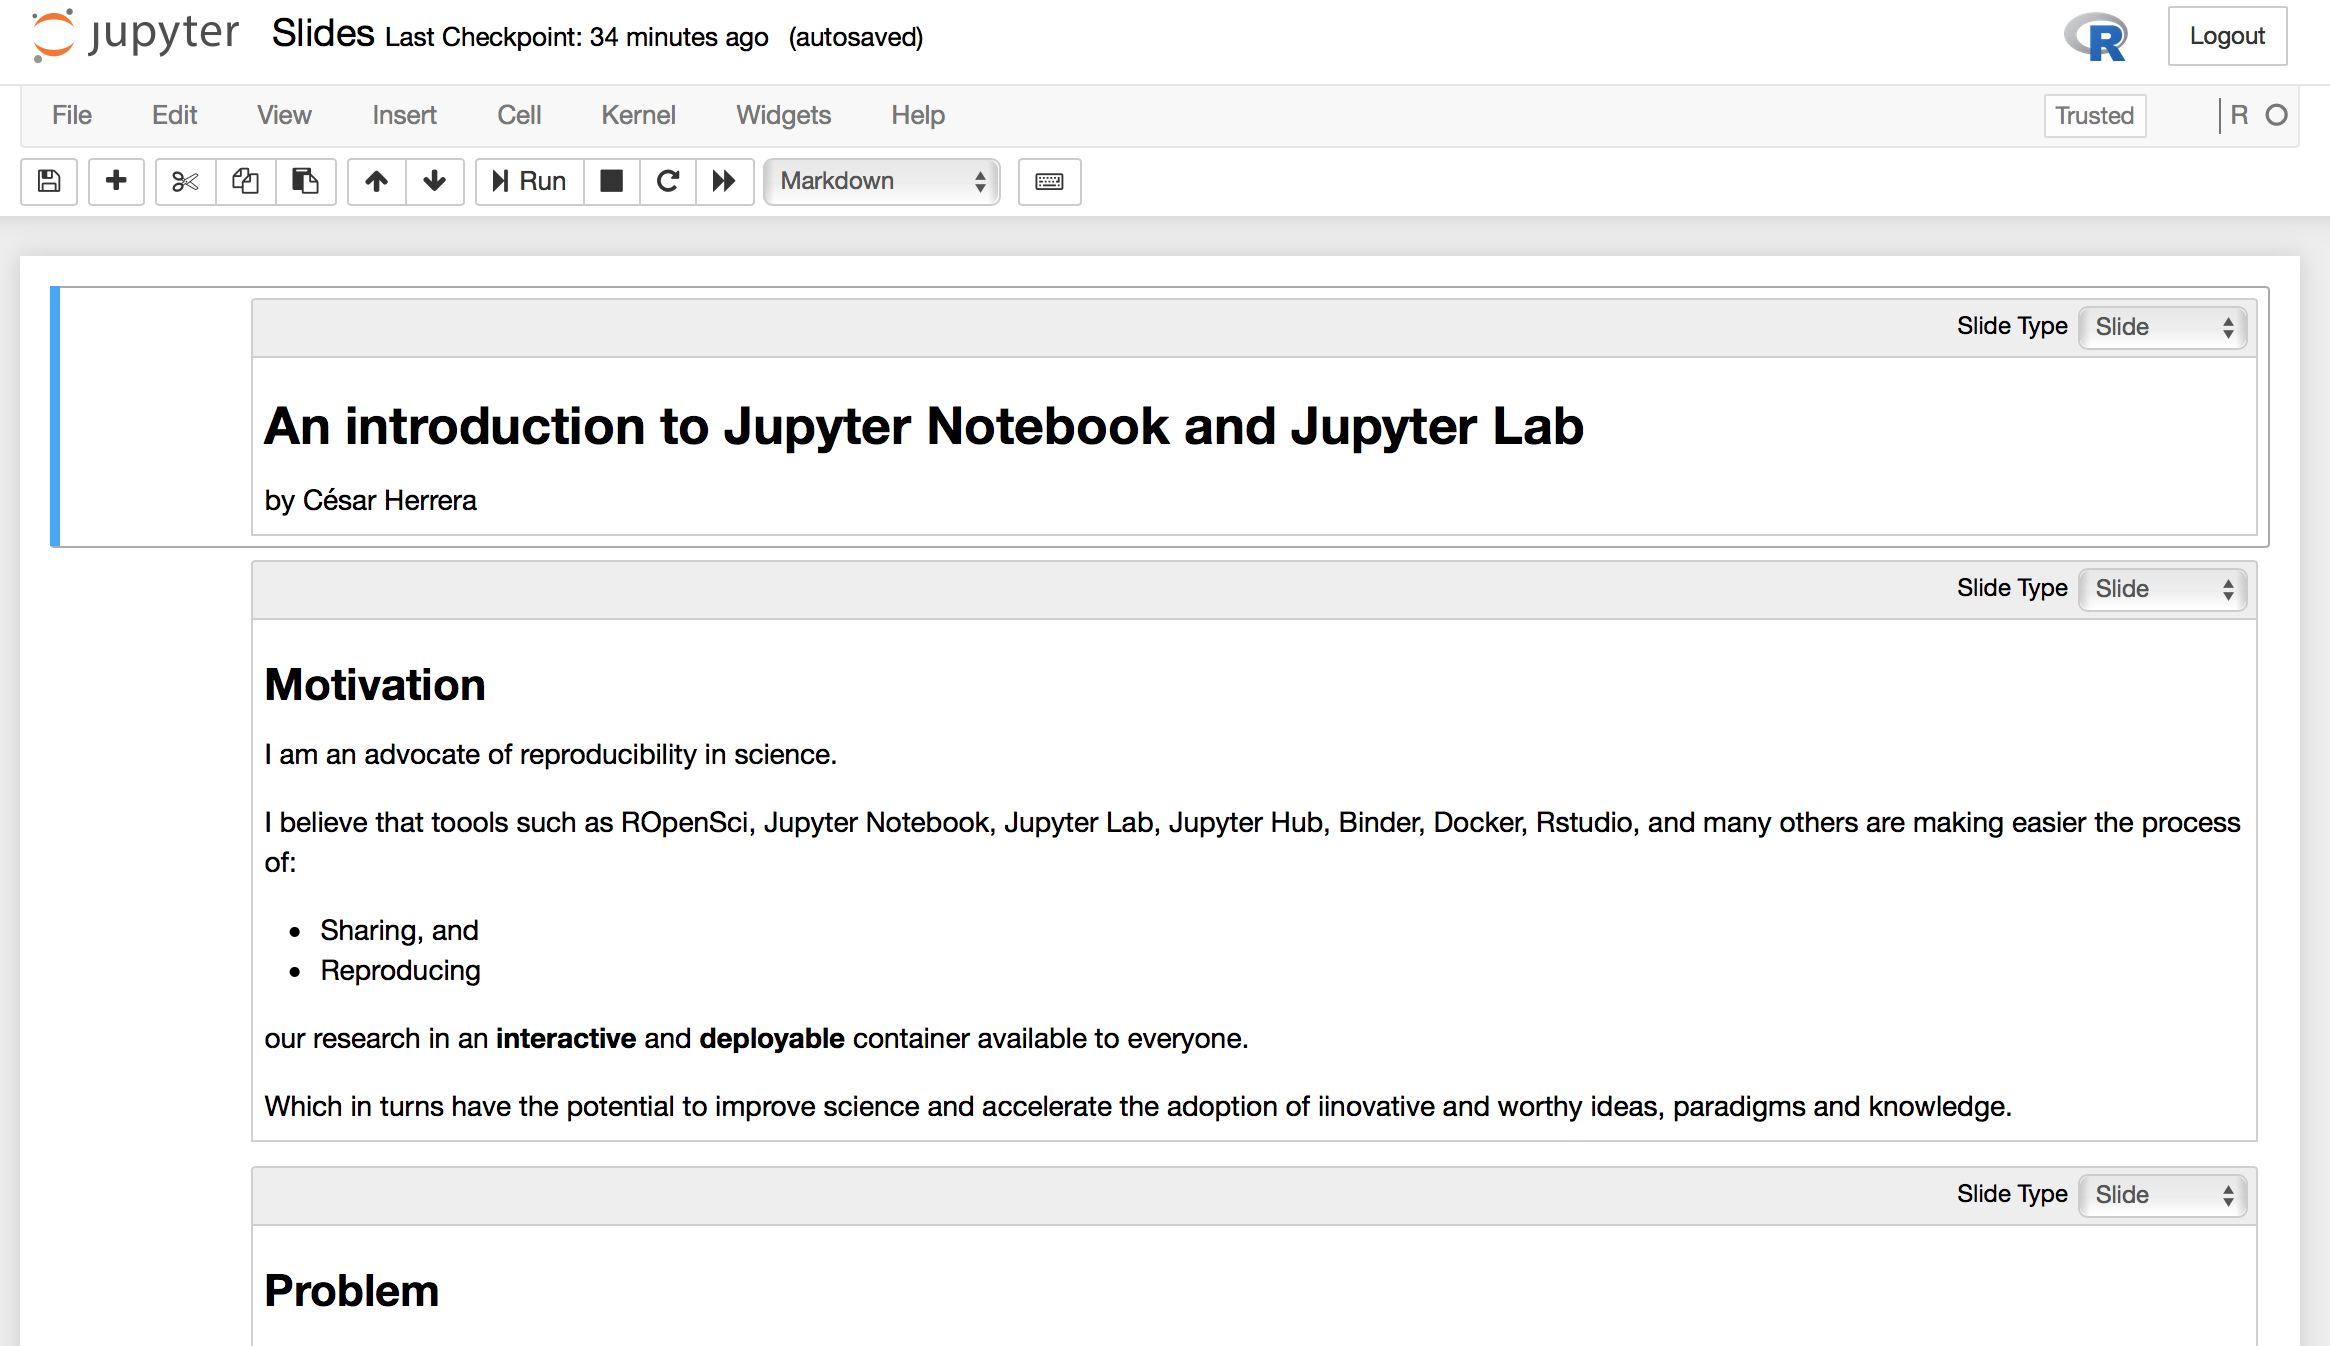 jupyter Slides Last Checkpoint: 34 minutes ago (autosaved) R Logout
File Edit View Insert Cell Kernel Widgets Help Trusted R
Run Markdown
Slide Type Slide
An introduction to Jupyter Notebook and Jupyter Lab
by César Herrera
Slide Type Slide
Motivation
I am an advocate of reproducibility in science.
I believe that toools such as ROpenSci, Jupyter Notebook, Jupyter Lab, Jupyter Hub, Binder, Docker, Rstudio, and many others are making easier the process
of:
• Sharing, and
• Reproducing
our research in an interactive and deployable container available to everyone.
Which in turns have the potential to improve science and accelerate the adoption of iinovative and worthy ideas, paradigms and knowledge.
Slide Type Slide
Problem